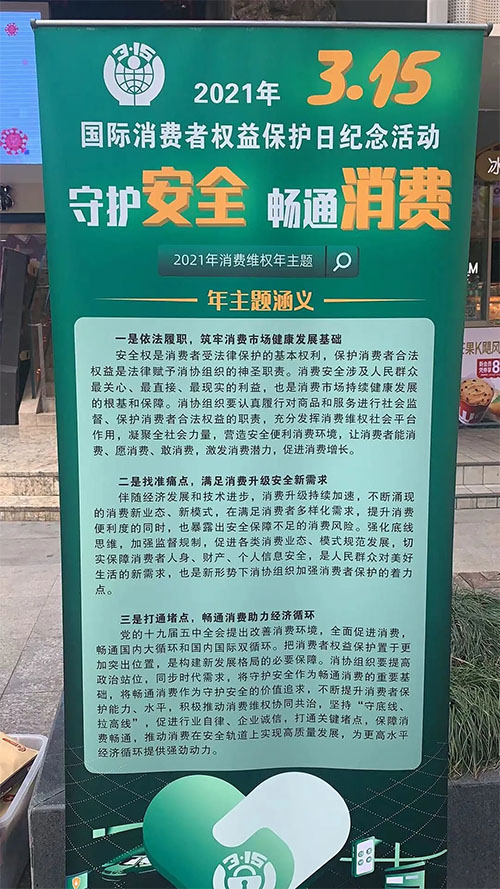 3·15
2021年 3.15
国际消费者权益保护日纪念活动
守护安全 畅通消费
2021年消费维权年主题
年主题涵义
一是依法履职，筑牢消费市场健康发展基础
安全权是消费者受法律保护的基本权利，保护消费者合法
权益是法律赋予消协组织的神圣职责。消费安全涉及人民群众
最关心、最直接、最现实的利益，也是消费市场持续健康发展
的根基和保障。消协组织要认真履行对商品和服务进行社会监
督、保护消费者合法权益的职责，充分发挥消费维权社会平台
作用，凝聚全社会力量，营造安全便利消费环境，让消费者能消
费、愿消费、敢消费，激发消费潜力，促进消费增长。
二是找准痛点，满足消费升级安全新需求
伴随经济发展和技术进步，消费升级持续加速，不断涌现
的消费新业态、新模式，在满足消费者多样化需求，提升消费
便利度的同时，也暴露出安全保障不足的消费风险。强化底线
思维，加强监督规制，促进各类消费业态、模式规范发展，切
实保障消费者人身、财产、个人信息安全，是人民群众对美好
生活的新需求，也是新形势下消协组织加强消费者保护的着力
点。
三是打通堵点，畅通消费助力经济循环
党的十九届五中全会提出改善消费环境，全面促进消费，
畅通国内大循环和国内国际双循环。把消费者权益保护置于更
加突出位置，是构建新发展格局的必要保障。消协组织要提高
政治站位，同步时代需求，将守护安全作为畅通消费的重要基
础，将畅通消费作为守护安全的价值追求，不断提升消费者保
护能力、水平，积极推动消费维权协同共治，坚持“守底线、
拉高线”，促进行业自律、企业诚信，打通关键堵点，保障消
费畅通，推动消费在安全轨道上实现高质量发展，为更高水平
经济循环提供强劲动力。
3·15
冰